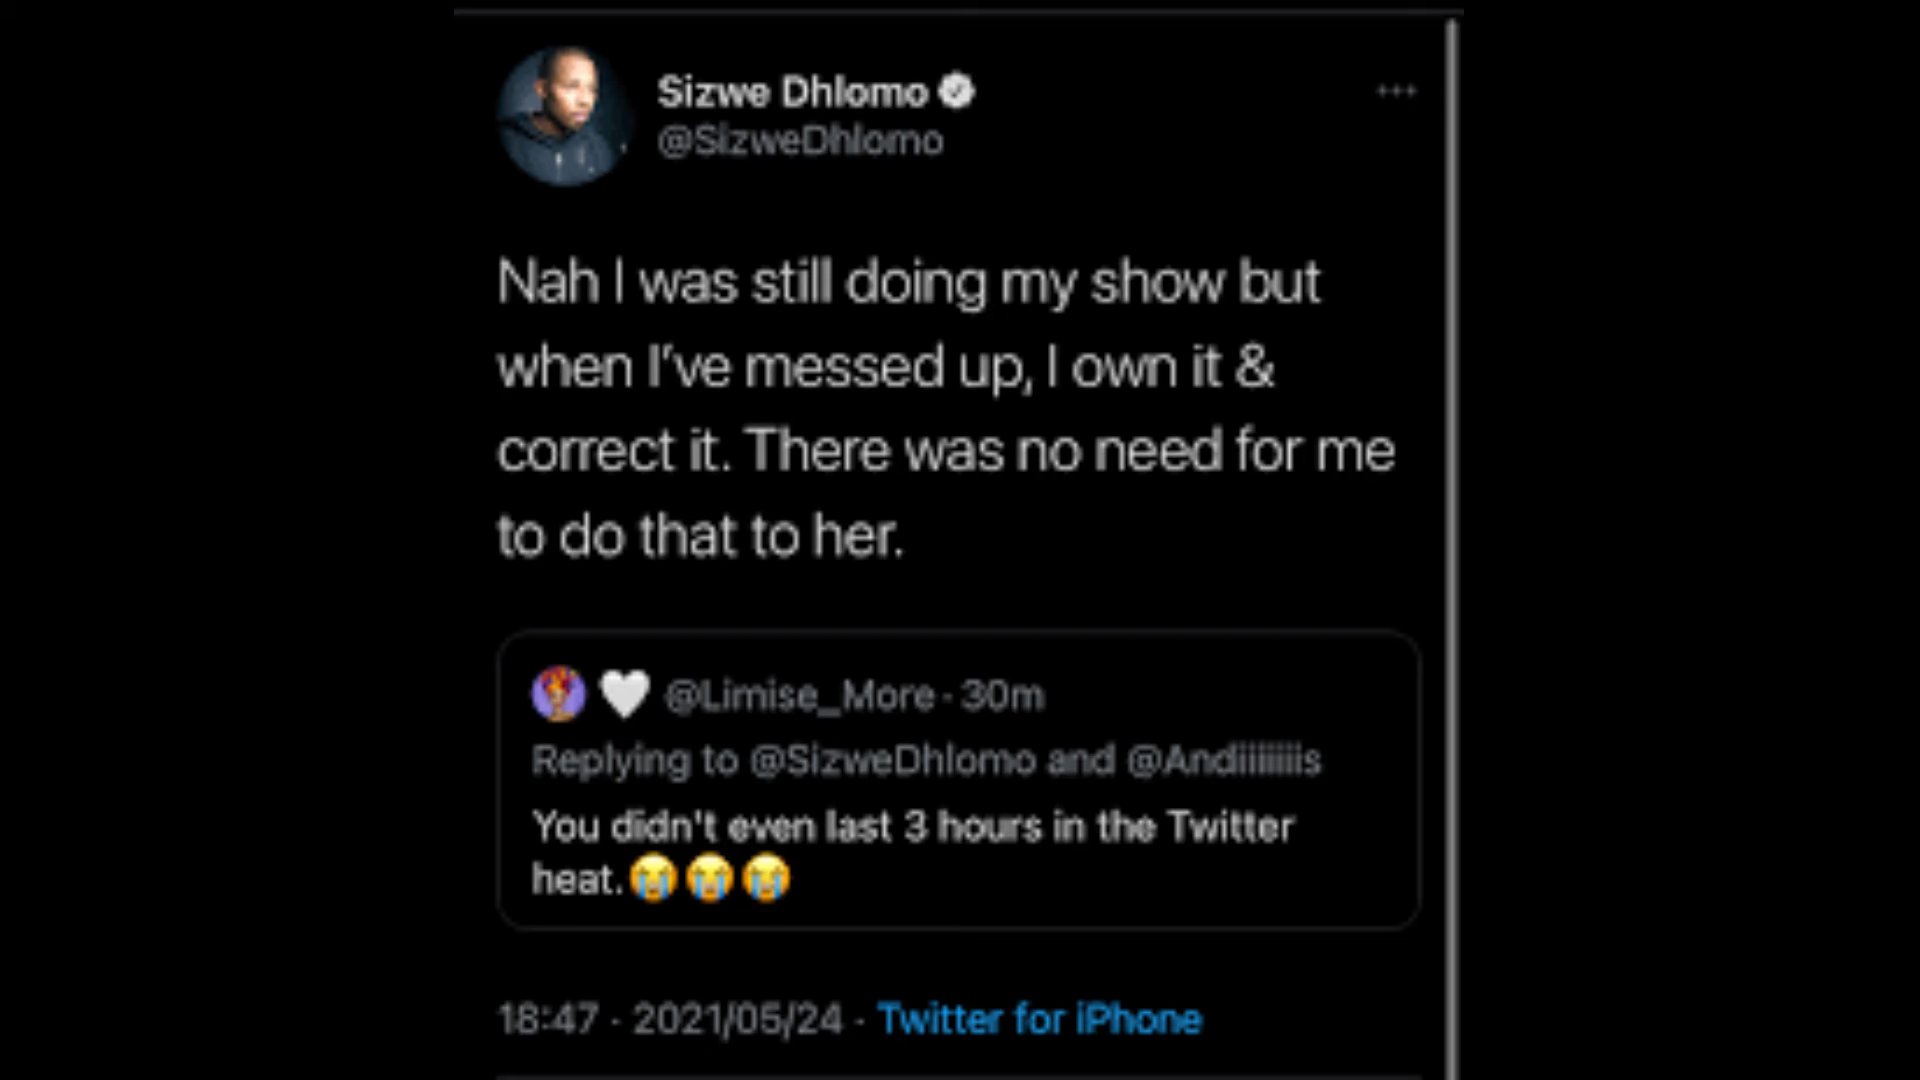 Sizwe Dhlomo
@SizweDhlomo
Nah I was still doing my show but
when I've messed up, I own it &
correct it. There was no need for me
to do that to her.
🤍 @Limise_More · 30m
Replying to @SizweDhlomo and @Andiiiiiiis
You didn't even last 3 hours in the Twitter
heat.😭😭😭
18:47 · 2021/05/24 · Twitter for iPhone